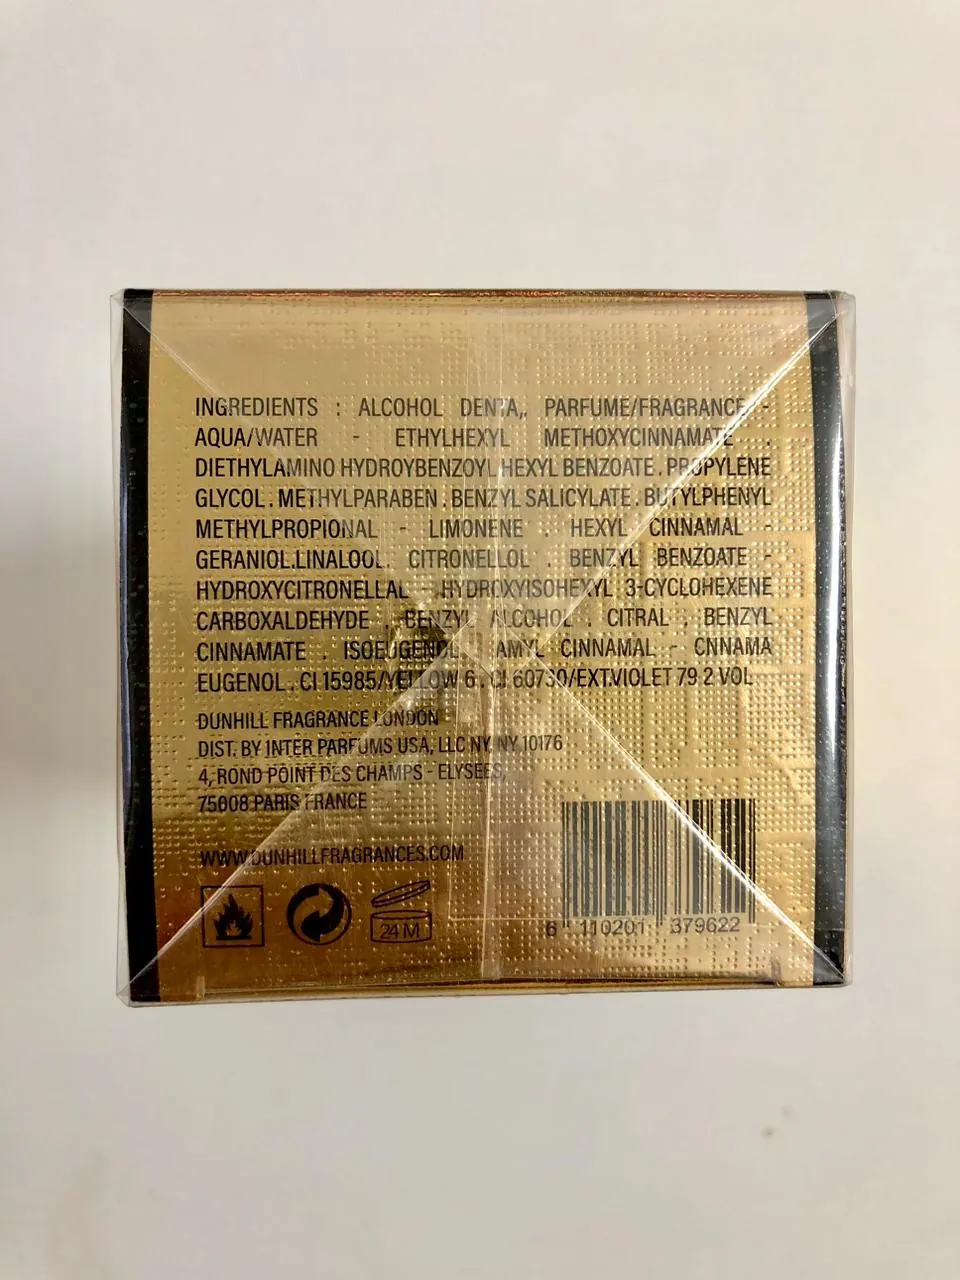 INGREDIENTS : ALCOHOL DENTA,. PARFUME/FRAGRANCE -
AQUA/WATER - ETHYLHEXYL METHOXYCINNAMATE .
DIETHYLAMINO HYDROYBENZOYL HEXYL BENZOATE . PROPYLENE
GLYCOL . METHYLPARABEN . BENZYL SALICYLATE . BUTYLPHENYL
METHYLPROPIONAL - LIMONENE . HEXYL CINNAMAL -
GERANIOL.LINALOOL. CITRONELLOL . BENZYL BENZOATE -
HYDROXYCITRONELLAL - HYDROXYISOHEXYL 3-CYCLOHEXENE
CARBOXALDEHYDE . BENZYL ALCOHOL . CITRAL . BENZYL
CINNAMATE . ISOEUGENOL. AMYL CINNAMAL - CNNAMA
EUGENOL . CI 15985/YELLOW 6 . CI 60730/EXT.VIOLET 79 2 VOL
DUNHILL FRAGRANCE LONDON
DIST. BY INTER PARFUMS USA, LLC NY, NY 10176
4, ROND POINT DES CHAMPS - ELYSEES,
75008 PARIS FRANCE
WWW.DUNHILLFRAGRANCES.COM
24 M
6 110201 379622